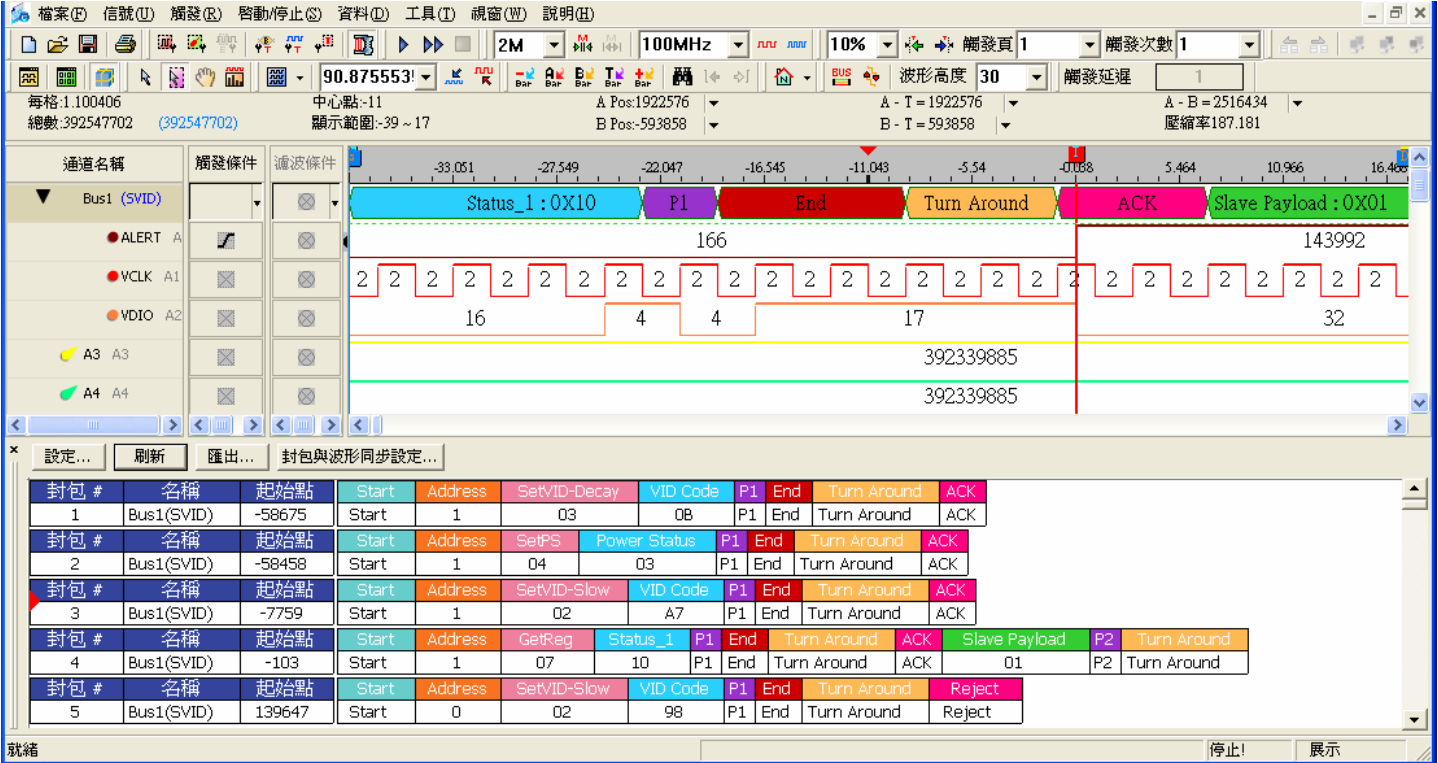 檔案(F) 信號(U) 觸發(R) 啓動/停止(S) 資料(D) 工具(T) 視窗(W) 說明(H)
2M 100MHz 10% 觸發頁 1 觸發次數 1
90.875553! Bar Bar Bar Bar Bar BUS 波形高度 30 觸發延遲 1
每格:1.100406 中心點:-11 A Pos:1922576 A - T = 1922576 A - B = 2516434
總數:392547702 (392547702) 顯示範圍:-39 ~ 17 B Pos:-593858 B - T = 593858 壓縮率187.181
通道名稱 觸發條件 濾波條件 -33.051 -27.549 -22.047 -16.545 -11.043 -5.54 -0.038 5.464 10.966 16.468
Bus1 (SVID) Status_1 : 0X10 P1 End Turn Around ACK Slave Payload : 0X01
ALERT A 166 143992
VCLK A1 2 2 2 2 2 2 2 2 2 2 2 2 2 2 2 2 2 2 2 2 2 2 2 2 2 2 2 2
VDIO A2 16 4 4 17 32
A3 A3 392339885
A4 A4 392339885
設定... 刷新 匯出... 封包與波形同步設定...
封包 # 名稱 起始點 Start Address SetVID-Decay VID Code P1 End Turn Around ACK
1 Bus1(SVID) -58675 Start 1 03 0B P1 End Turn Around ACK
封包 # 名稱 起始點 Start Address SetPS Power Status P1 End Turn Around ACK
2 Bus1(SVID) -58458 Start 1 04 03 P1 End Turn Around ACK
封包 # 名稱 起始點 Start Address SetVID-Slow VID Code P1 End Turn Around ACK
3 Bus1(SVID) -7759 Start 1 02 A7 P1 End Turn Around ACK
封包 # 名稱 起始點 Start Address GetReg Status_1 P1 End Turn Around ACK Slave Payload P2 Turn Around
4 Bus1(SVID) -103 Start 1 07 10 P1 End Turn Around ACK 01 P2 Turn Around
封包 # 名稱 起始點 Start Address SetVID-Slow VID Code P1 End Turn Around Reject
5 Bus1(SVID) 139647 Start 0 02 98 P1 End Turn Around Reject
就緒 停止! 展示